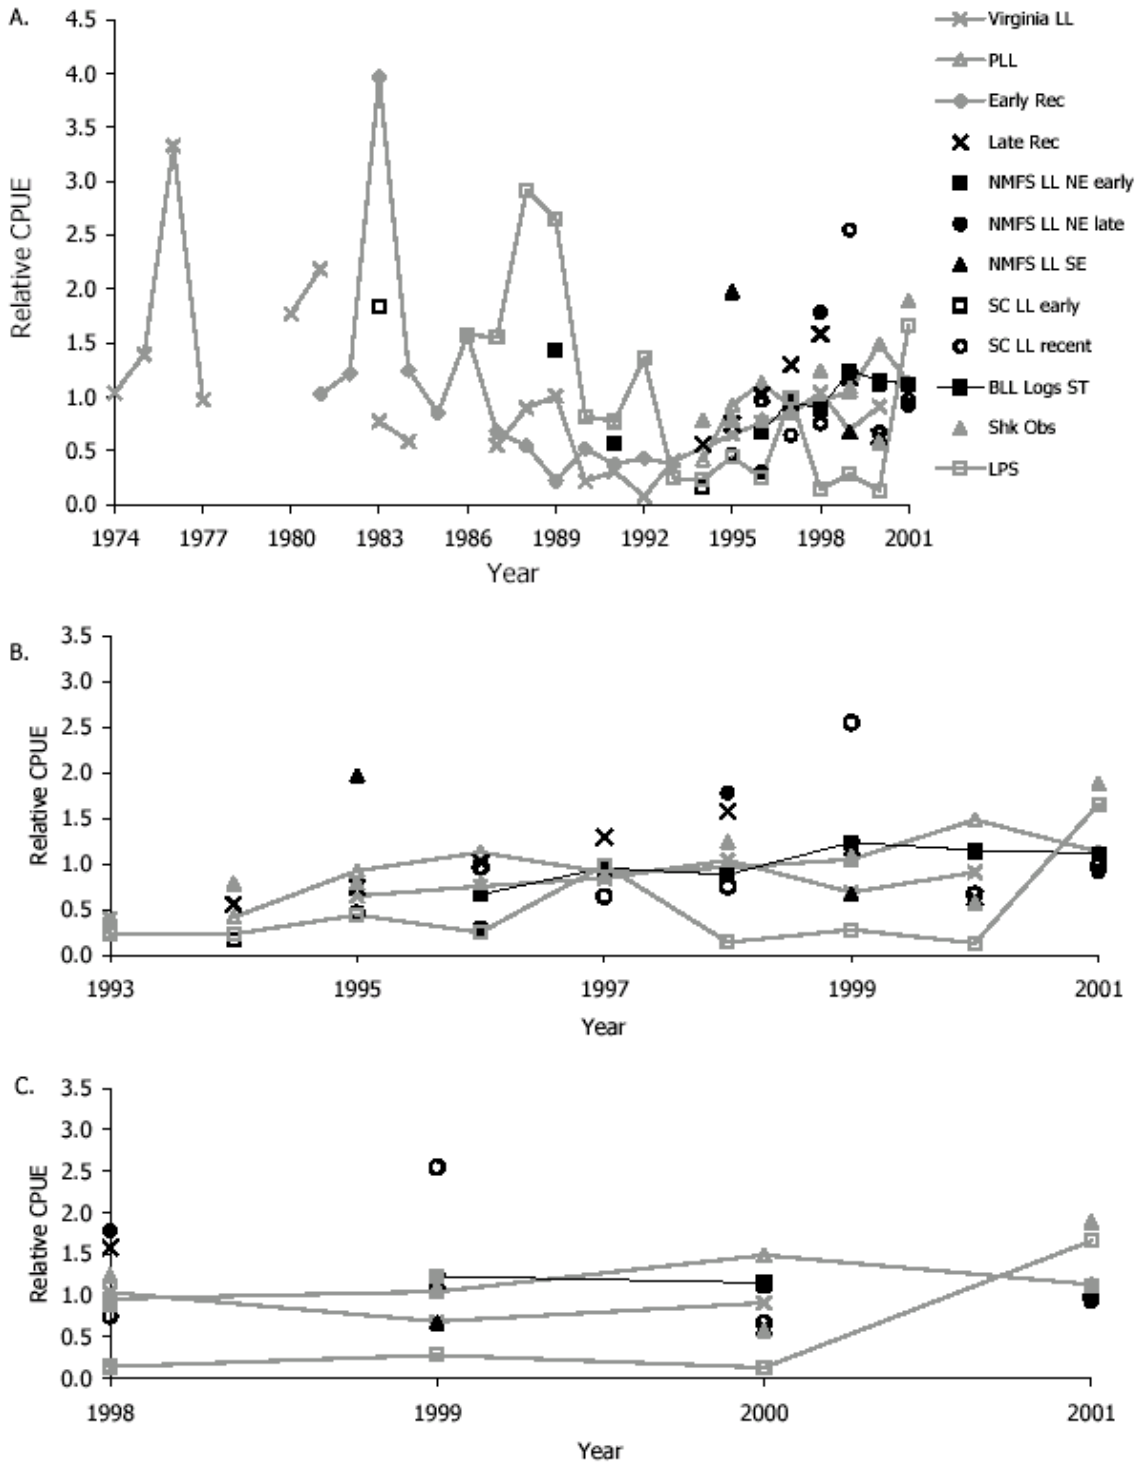 A.
4.5
4.0
3.5
3.0
2.5
2.0
1.5
1.0
0.5
0.0
Relative CPUE
1974 1977 1980 1983 1986 1989 1992 1995 1998 2001
Year
Virginia LL
PLL
Early Rec
Late Rec
NMFS LL NE early
NMFS LL NE late
NMFS LL SE
SC LL early
SC LL recent
BLL Logs ST
Shk Obs
LPS
B.
3.5
3.0
2.5
2.0
1.5
1.0
0.5
0.0
Relative CPUE
1993 1995 1997 1999 2001
Year
C.
3.5
3.0
2.5
2.0
1.5
1.0
0.5
0.0
Relative CPUE
1998 1999 2000 2001
Year